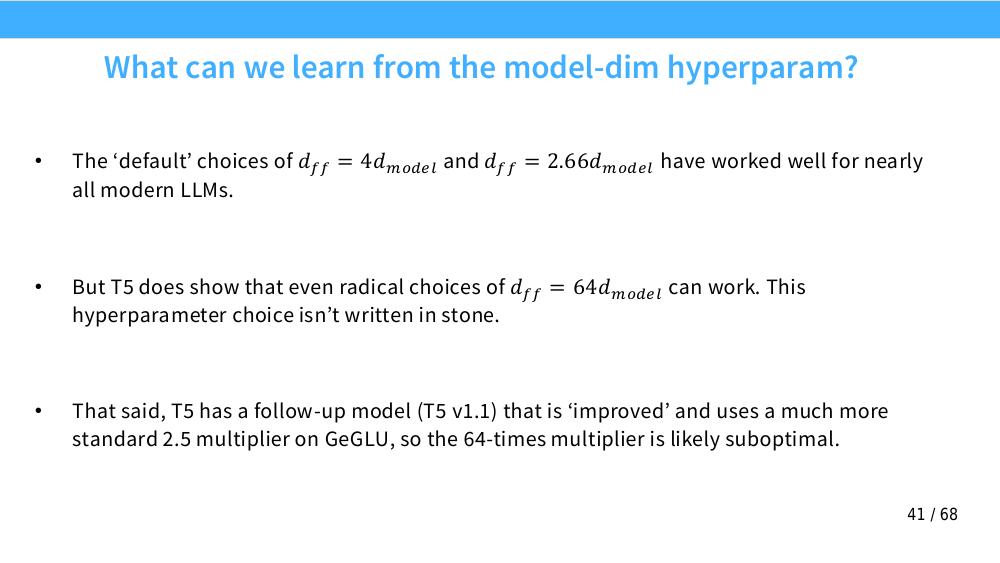 What can we learn from the model-dim hyperparam?
• The ‘default’ choices of $d_{ff} = 4d_{model}$ and $d_{ff} = 2.66d_{model}$ have worked well for nearly
all modern LLMs.
• But T5 does show that even radical choices of $d_{ff} = 64d_{model}$ can work. This
hyperparameter choice isn’t written in stone.
• That said, T5 has a follow-up model (T5 v1.1) that is ‘improved’ and uses a much more
standard 2.5 multiplier on GeGLU, so the 64-times multiplier is likely suboptimal.
41 / 68